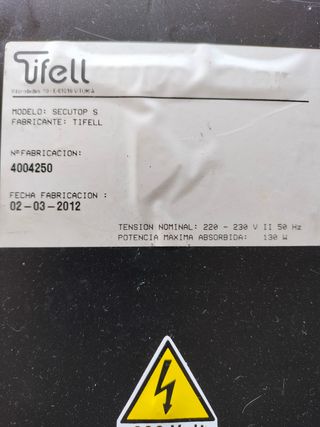 Tifell
MODELO: SECUTOP S
FABRICANTE: TIFELL
NºFABRICACION:
4004250
FECHA FABRICACION :
02-03-2012
TENSION NOMINAL: 220 - 230 V II 50 Hz
POTENCIA MÁXIMA ABSORBIDA: 130 W